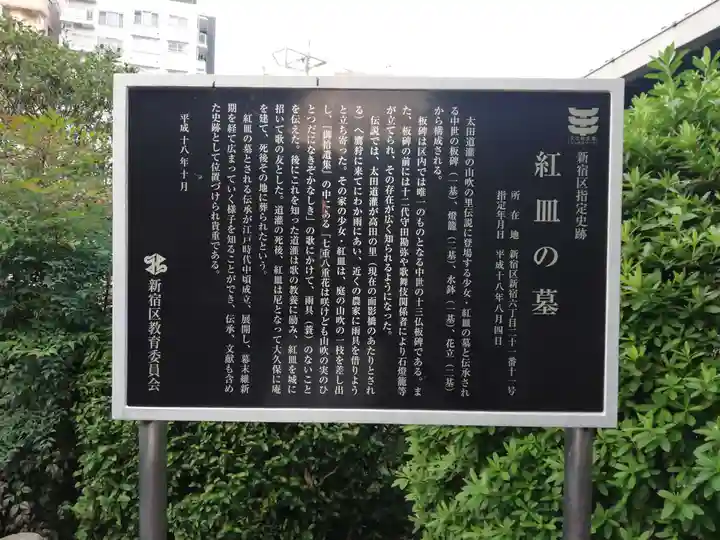 新宿区指定史跡
紅皿の墓
所在地 新宿区新宿六丁目二十一番十一号
指定年月日 平成十八年八月四日
太田道灌の山吹の里伝説に登場する少女・紅皿の墓と伝承され
る中世の板碑(一基)、燈籠(二基)、水鉢(一基)、花立(二基)
から構成される。
板碑は区内では唯一のものとなる中世の十三仏板碑である。ま
た、板碑の前には十二代守田勘弥や歌舞伎関係者により石燈籠等
が立てられ、その存在が広く知られるようになった。
伝説では、太田道灌が高田の里(現在の面影橋のあたりとされ
る)へ鷹狩に来てにわか雨にあい、近くの農家に雨具を借りよう
と立ち寄った。その家の少女・紅皿は、庭の山吹の一枝を差し出
し、『御拾遺集』の中にある「七重八重花は咲けども山吹の実のひ
とつだになきぞかなしき」の歌にかけて、雨具(蓑)のないこと
を伝えた。後にこれを知った道灌は歌の教養に励み、紅皿を城に
招いて歌の友とした。道灌の死後、紅皿は尼となって大久保に庵
を建て、死後その地に葬られたという。
紅皿の墓とされる伝承が江戸時代中頃成立、展開し、幕末維新
期を経て広まっていく様子を知ることができ、伝承、文献も含め
た史跡として位置づけられ貴重である。
平成十八年十月
新宿区教育委員会